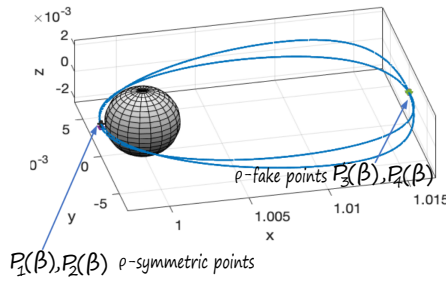 ×10⁻³
2
0
-2
z
5
0
-5
0⁻³
y
1
1.005
1.01
1.015
x
ρ-fake points P₃(β),P₄(β)
P₁(β),P₂(β) ρ-symmetric points